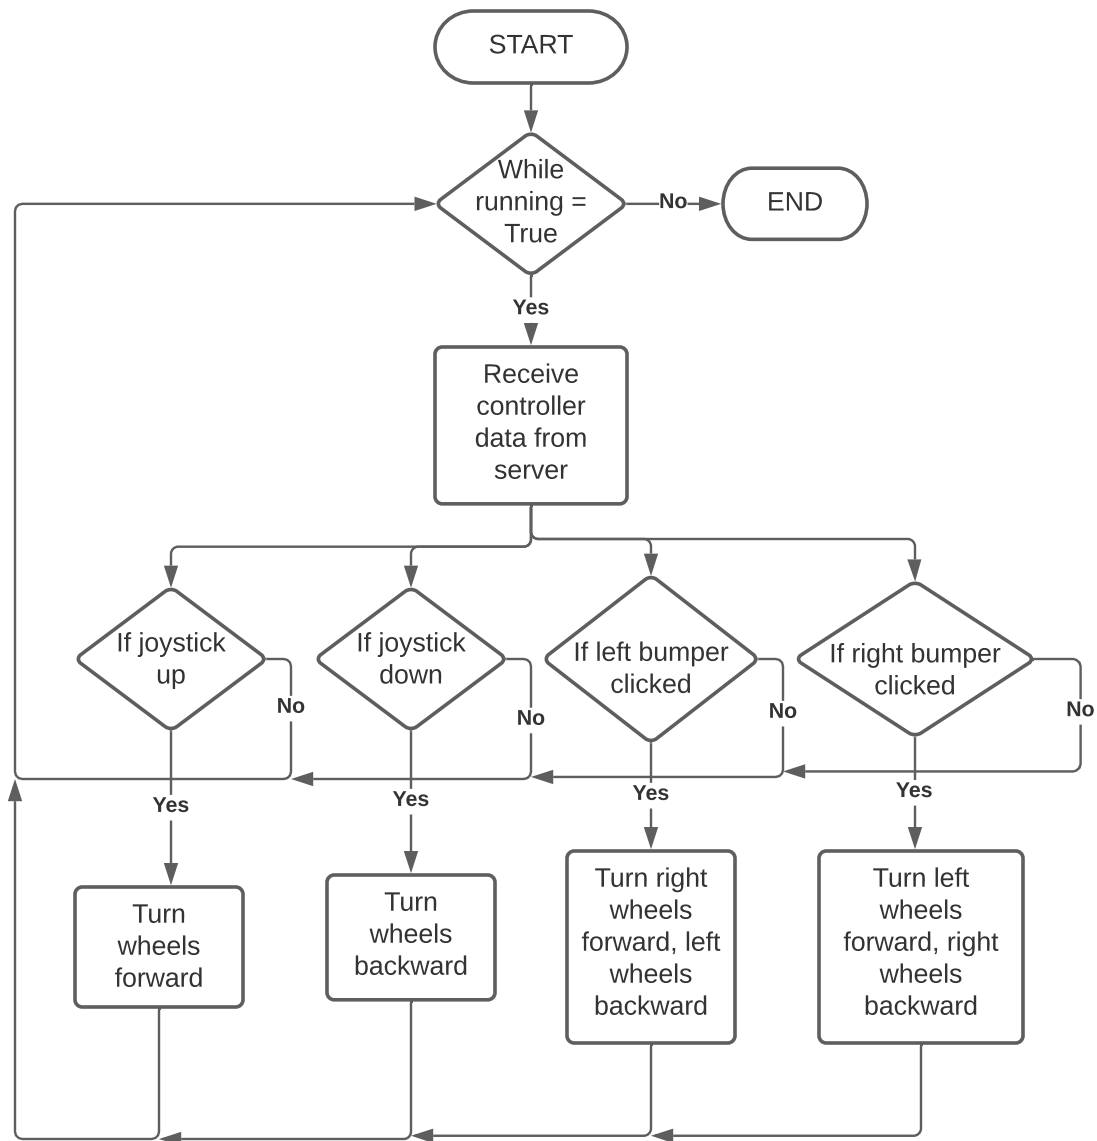 START
While
running =
True
No
END
Yes
Receive
controller
data from
server
If joystick
up
No
If joystick
down
No
If left bumper
clicked
No
If right bumper
clicked
No
Yes
Yes
Yes
Yes
Turn
wheels
forward
Turn
wheels
backward
Turn right
wheels
forward, left
wheels
backward
Turn left
wheels
forward, right
wheels
backward